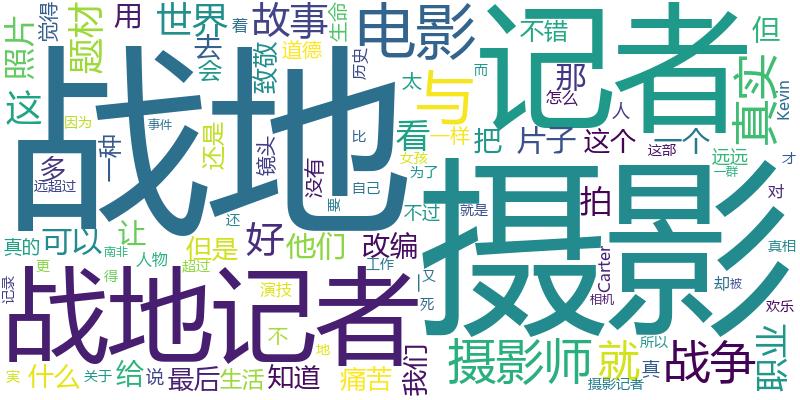 觉得
用
世界
着
故事
生命
电影
不错
记者
但
照片
题材
去
会
致敬
道德
历史
太
而
那
怎么
真实
Kevin
战地
这
与
人
因为
事件
多
一种
还是
镜头
没有
比
看
一样
把
片子
这个
一个
远超过
女孩
这部
远远
一群
才
自己
为了
要
摄影
拍
对
真的
可以
让
还
不过
就是
但是
好
他们
改编
南非
人物
真相
更
得
超过
工作
又
死
Carter
相机
却
被
欢乐
记录
战地记者
演技
不
地
实
什么
关于
给
说
最后
生活
知道
痛苦
我们
摄影师
就
真
所以
战争
摄影记者